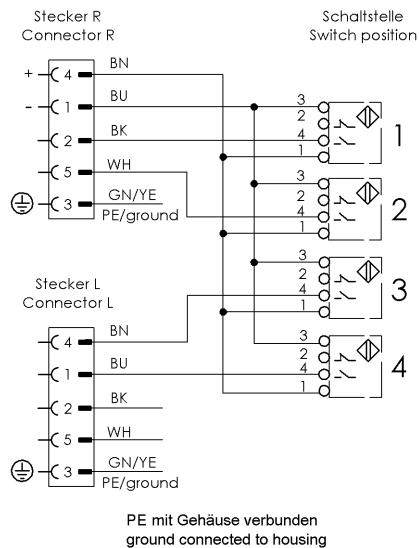 Stecker R
Connector R
Schaltstelle
Switch position
+ 4 BN
- 1 BU
2 BK
5 WH
3 GN/YE
PE/ground
3
2
4
1
1
3
2
4
1
2
3
2
4
1
3
3
2
4
1
4
Stecker L
Connector L
4 BN
1 BU
2 BK
5 WH
3 GN/YE
PE/ground
PE mit Gehäuse verbunden
ground connected to housing